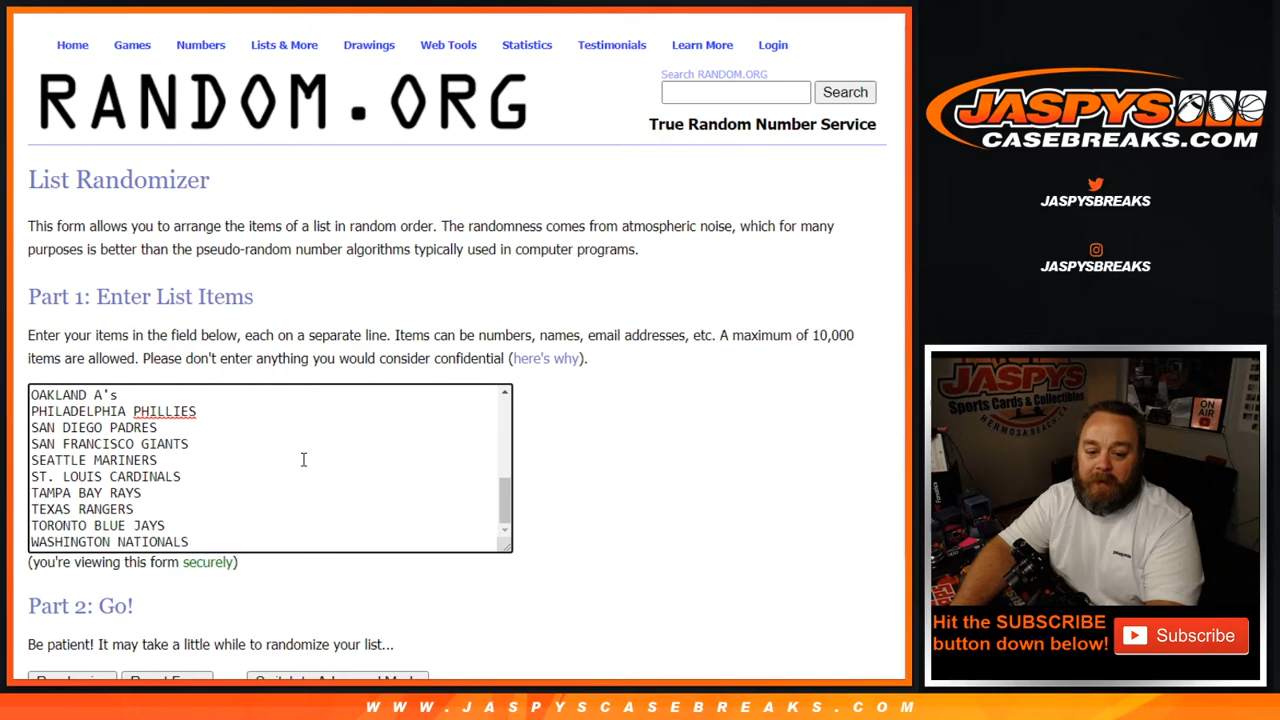 Home Games Numbers Lists & More Drawings Web Tools Statistics Testimonials Learn More Login
RANDOM.ORG
Search RANDOM.ORG
Search
True Random Number Service
List Randomizer
This form allows you to arrange the items of a list in random order. The randomness comes from atmospheric noise, which for many
purposes is better than the pseudo-random number algorithms typically used in computer programs.
Part 1: Enter List Items
Enter your items in the field below, each on a separate line. Items can be numbers, names, email addresses, etc. A maximum of 10,000
items are allowed. Please don't enter anything you would consider confidential (here's why).
OAKLAND A's
PHILADELPHIA PHILLIES
SAN DIEGO PADRES
SAN FRANCISCO GIANTS
SEATTLE MARINERS
ST. LOUIS CARDINALS
TAMPA BAY RAYS
TEXAS RANGERS
TORONTO BLUE JAYS
WASHINGTON NATIONALS
(you're viewing this form securely)
Part 2: Go!
Be patient! It may take a little while to randomize your list...
JASPYS
CASEBREAKS.COM
JASPYSBREAKS
JASPYSBREAKS
JASPYS
Sports Cards & Collectibles
HERMOSA BEACH, CA
ON AIR
patagonia
Hit the SUBSCRIBE
button down below!
Subscribe
WWW.JASPYSCASEBREAKS.COM